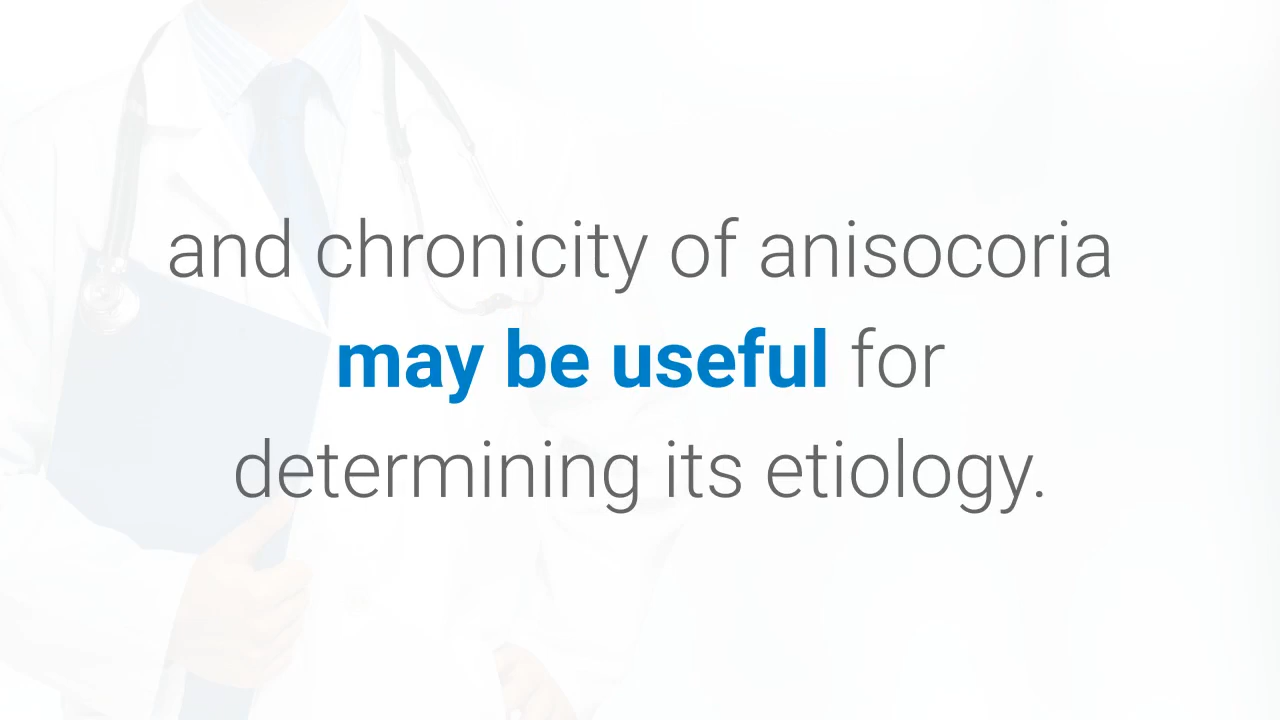 and chronicity of anisocoria
may be useful for
determining its etiology.